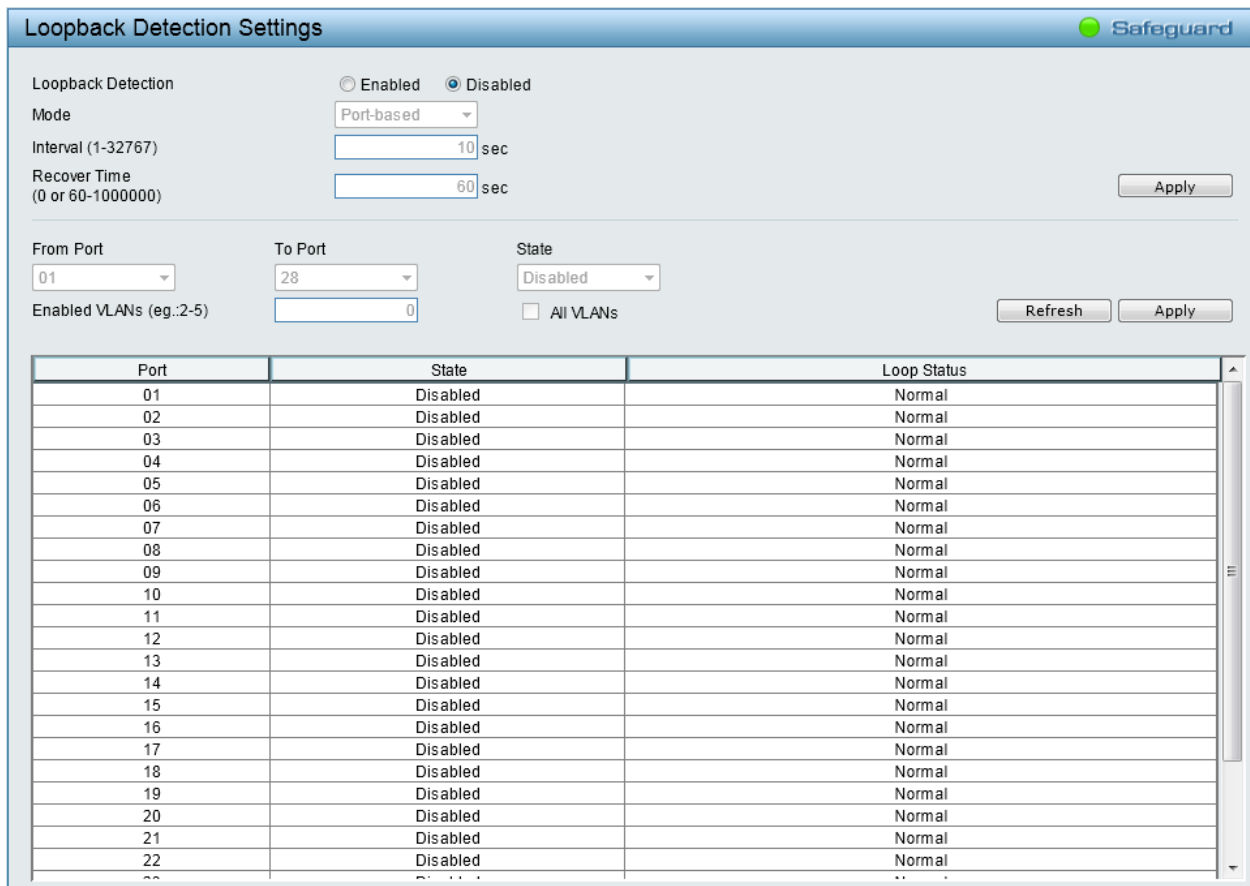 Loopback Detection Settings
Safeguard
Loopback Detection Enabled Disabled
Mode Port-based
Interval (1-32767) 10 sec
Recover Time
(0 or 60-1000000) 60 sec Apply
From Port To Port State
01 28 Disabled
Enabled VLANs (eg.:2-5) 0 All VLANs Refresh Apply
Port State Loop Status
01 Disabled Normal
02 Disabled Normal
03 Disabled Normal
04 Disabled Normal
05 Disabled Normal
06 Disabled Normal
07 Disabled Normal
08 Disabled Normal
09 Disabled Normal
10 Disabled Normal
11 Disabled Normal
12 Disabled Normal
13 Disabled Normal
14 Disabled Normal
15 Disabled Normal
16 Disabled Normal
17 Disabled Normal
18 Disabled Normal
19 Disabled Normal
20 Disabled Normal
21 Disabled Normal
22 Disabled Normal